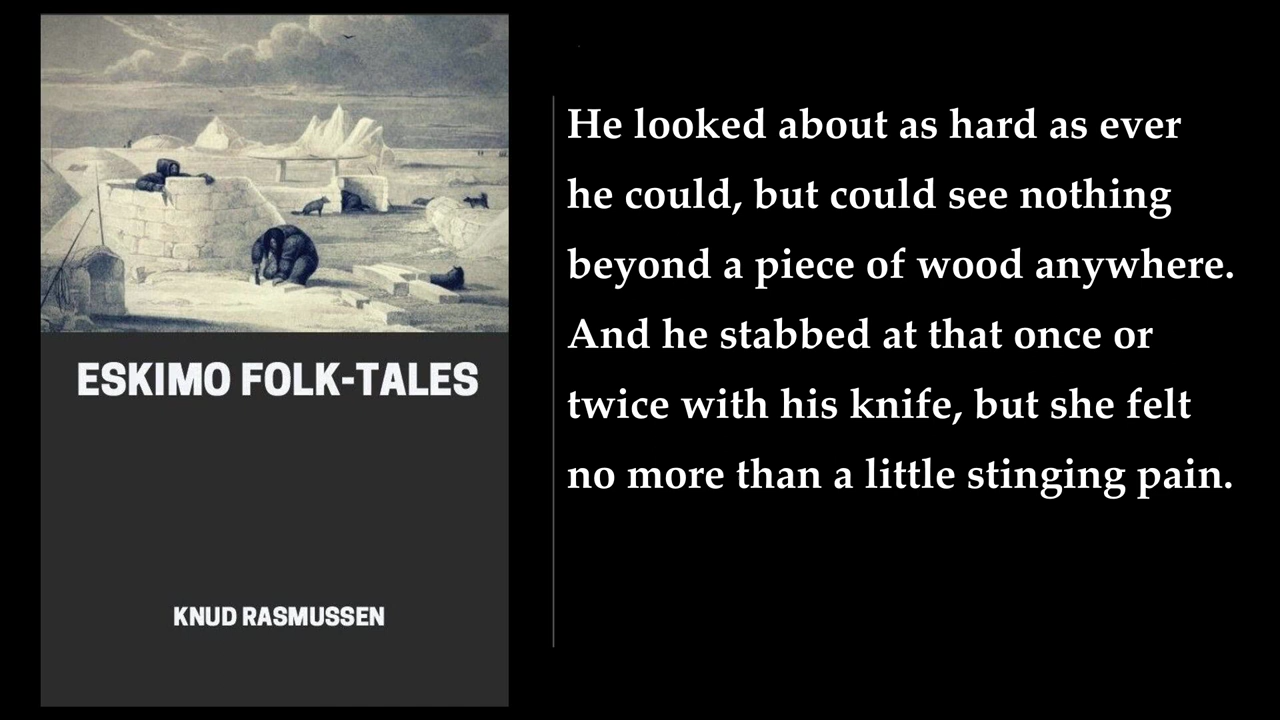 ESKIMO FOLK-TALES
KNUD RASMUSSEN
He looked about as hard as ever
he could, but could see nothing
beyond a piece of wood anywhere.
And he stabbed at that once or
twice with his knife, but she felt
no more than a little stinging pain.